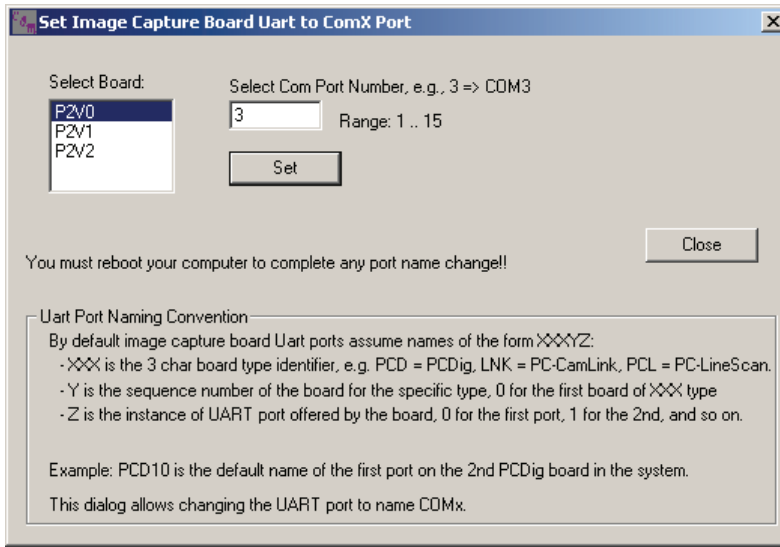 Set Image Capture Board Uart to ComX Port
Select Board:
P2V0
P2V1
P2V2
Select Com Port Number, e.g., 3 => COM3
3
Range: 1 .. 15
Set
Close
You must reboot your computer to complete any port name change!!
Uart Port Naming Convention
By default image capture board Uart ports assume names of the form XXXYZ:
- XXX is the 3 char board type identifier, e.g. PCD = PCDig, LNK = PC-CamLink, PCL = PC-LineScan.
- Y is the sequence number of the board for the specific type, 0 for the first board of XXX type
- Z is the instance of UART port offered by the board, 0 for the first port, 1 for the 2nd, and so on.
Example: PCD10 is the default name of the first port on the 2nd PCDig board in the system.
This dialog allows changing the UART port to name COMx.